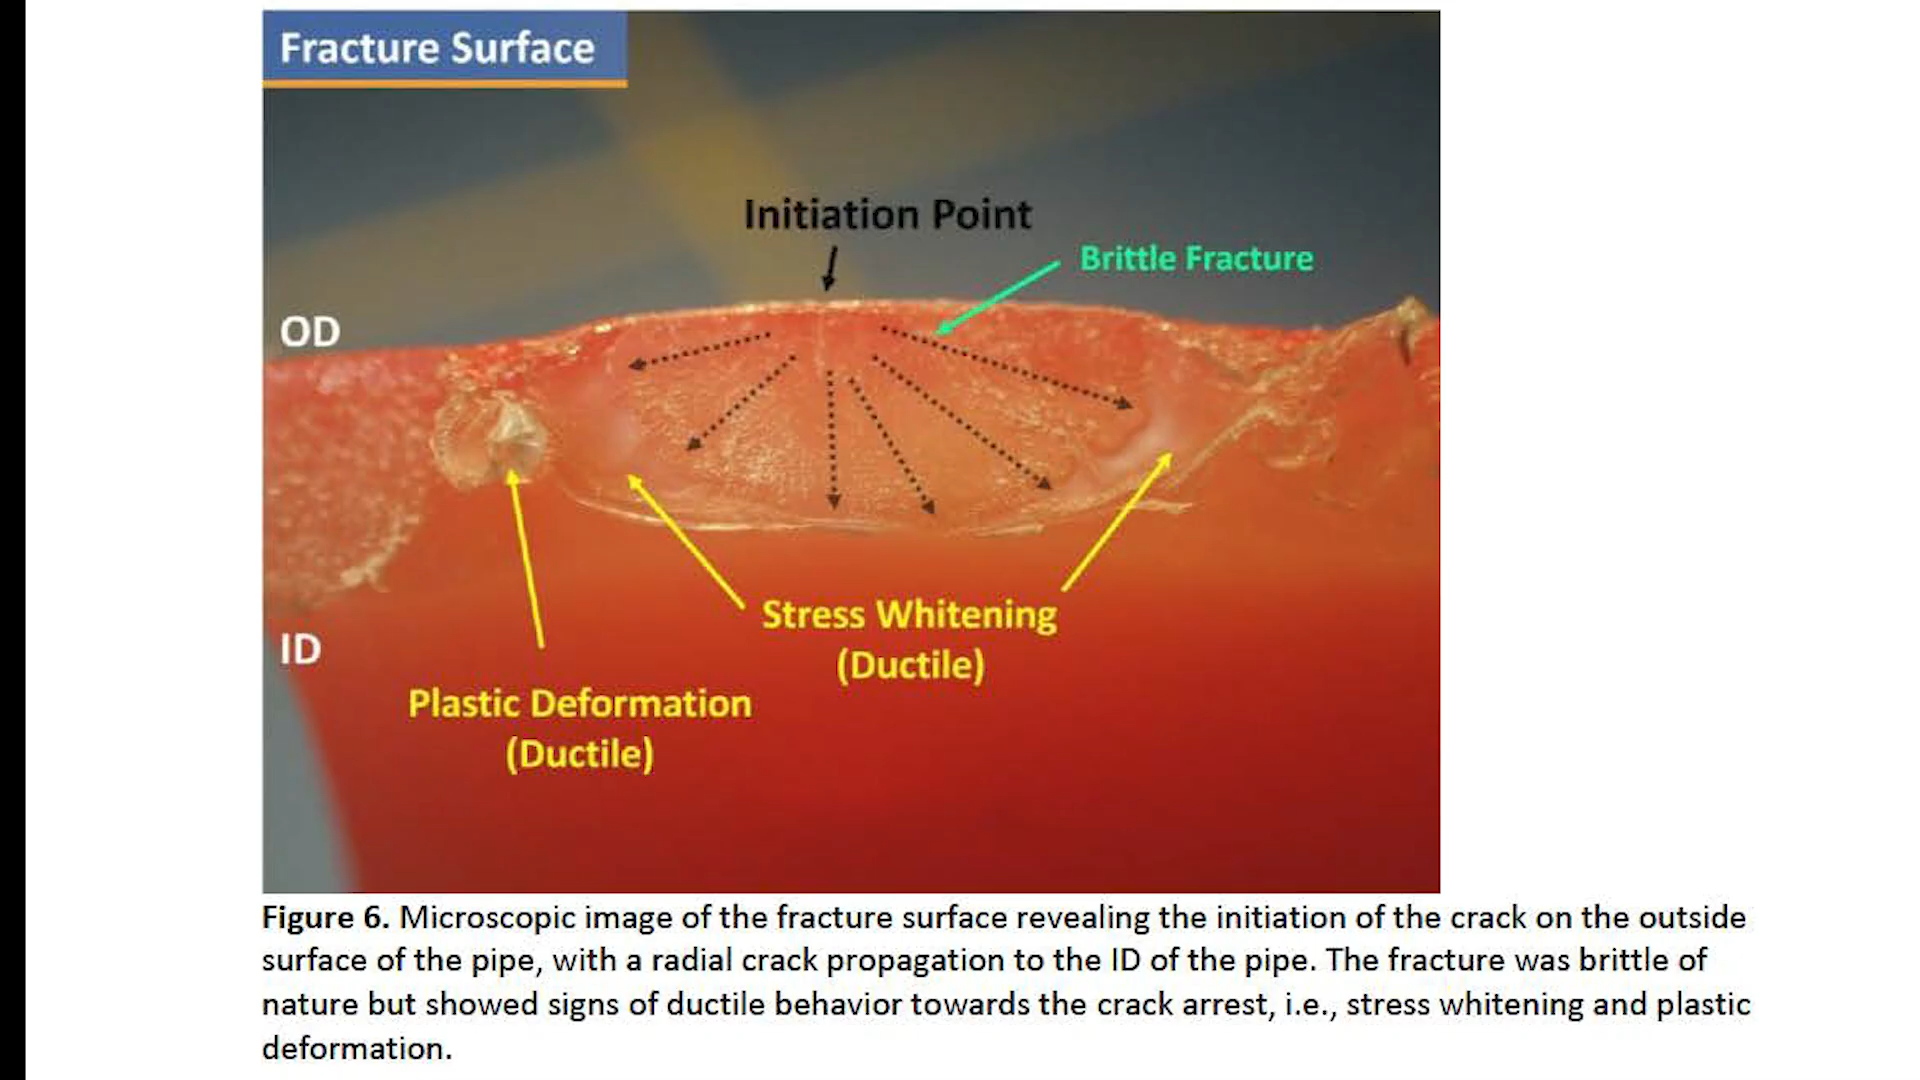 Fracture Surface
Initiation Point
Brittle Fracture
OD
Stress Whitening
(Ductile)
ID
Plastic Deformation
(Ductile)
Figure 6. Microscopic image of the fracture surface revealing the initiation of the crack on the outside
surface of the pipe, with a radial crack propagation to the ID of the pipe. The fracture was brittle of
nature but showed signs of ductile behavior towards the crack arrest, i.e., stress whitening and plastic
deformation.